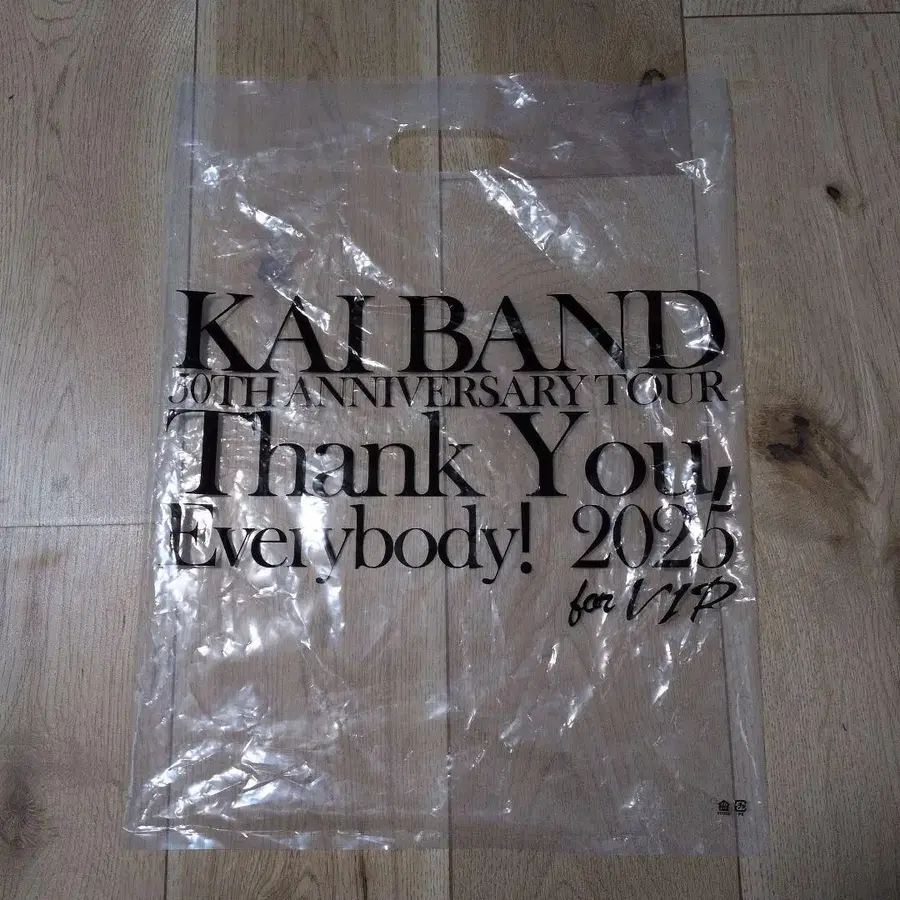 KAI BAND
50TH ANNIVERSARY TOUR
Thank You,
Everybody! 2025
for VIP